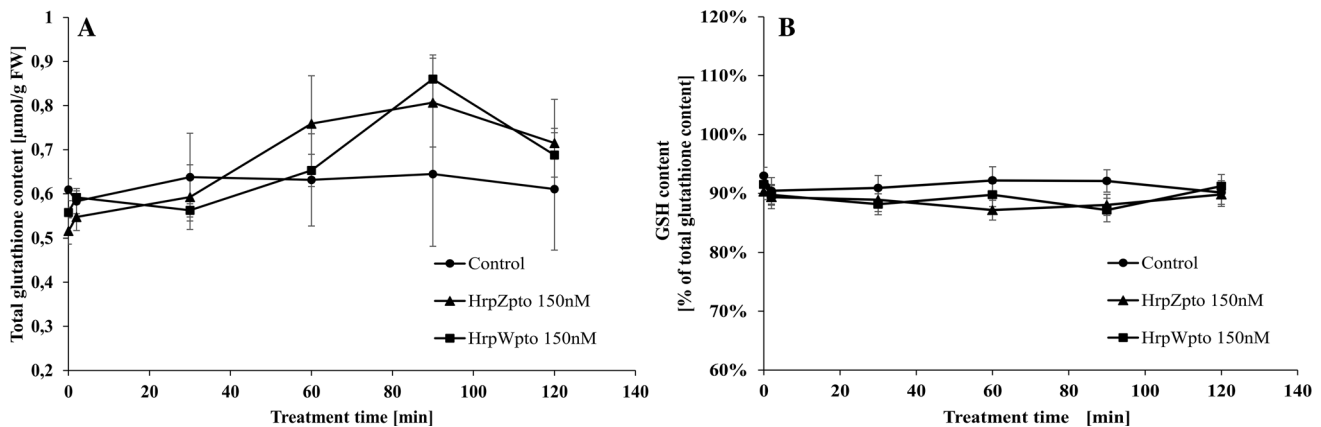 A
Total glutathione content [µmol/g FW]
1
0,9
0,8
0,7
0,6
0,5
0,4
0,3
0,2
0 20 40 60 80 100 120 140
Treatment time [min]
Control
HrpZpto 150nM
HrpWpto 150nM
B
GSH content
[% of total glutathione content]
120%
110%
100%
90%
80%
70%
60%
0 20 40 60 80 100 120 140
Treatment time [min]
Control
HrpZpto 150nM
HrpWpto 150nM